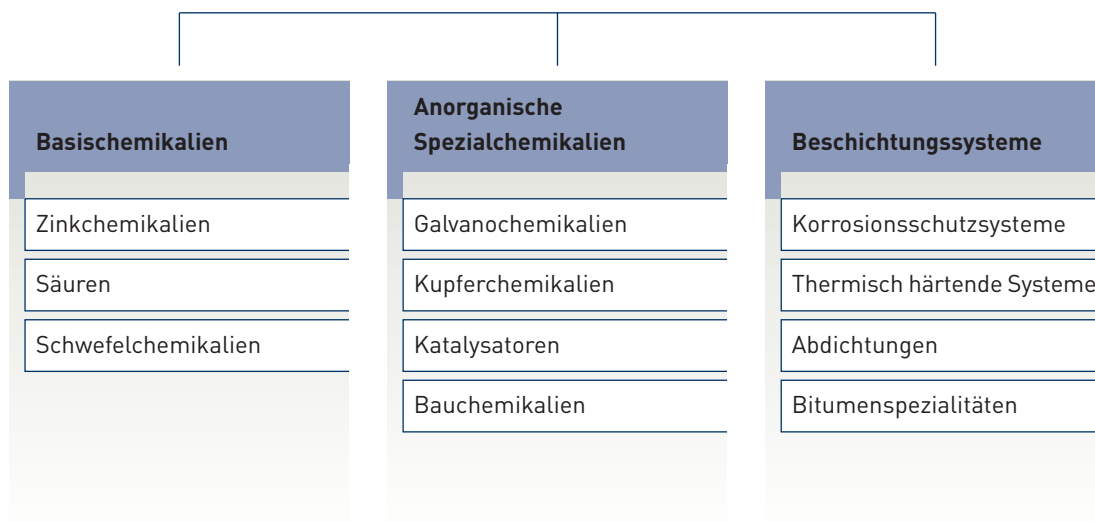 Basischemikalien
Zinkchemikalien
Säuren
Schwefelchemikalien
Anorganische
Spezialchemikalien
Galvanochemikalien
Kupferchemikalien
Katalysatoren
Bauchemikalien
Beschichtungssysteme
Korrosionsschutzsysteme
Thermisch härtende Systeme
Abdichtungen
Bitumenspezialitäten